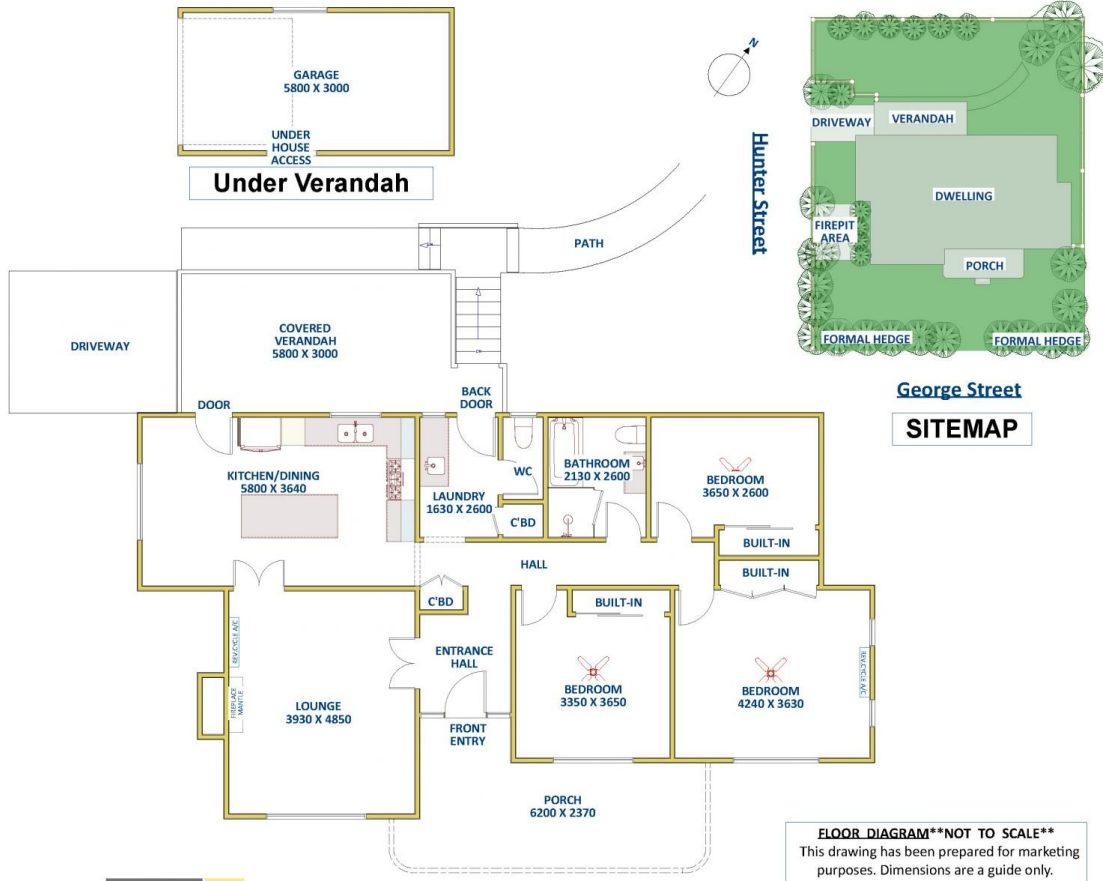 GARAGE
5800 X 3000
UNDER
HOUSE
ACCESS
Under Verandah
N
Hunter Street
DRIVEWAY
VERANDAH
DWELLING
FIREPIT
AREA
PORCH
FORMAL HEDGE
FORMAL HEDGE
George Street
SITEMAP
PATH
DRIVEWAY
COVERED
VERANDAH
5800 X 3000
DOOR
BACK
DOOR
KITCHEN/DINING
5800 X 3640
LAUNDRY
1630 X 2600
WC
C'BD
BATHROOM
2130 X 2600
BEDROOM
3650 X 2600
BUILT-IN
BUILT-IN
HALL
C'BD
BUILT-IN
REV.CYCLE A/C
ENTRANCE
HALL
FIREPLACE
MANTLE
LOUNGE
3930 X 4850
BEDROOM
3350 X 3650
BEDROOM
4240 X 3630
REV.CYCLE A/C
FRONT
ENTRY
PORCH
6200 X 2370
FLOOR DIAGRAM**NOT TO SCALE**
This drawing has been prepared for marketing
purposes. Dimensions are a guide only.